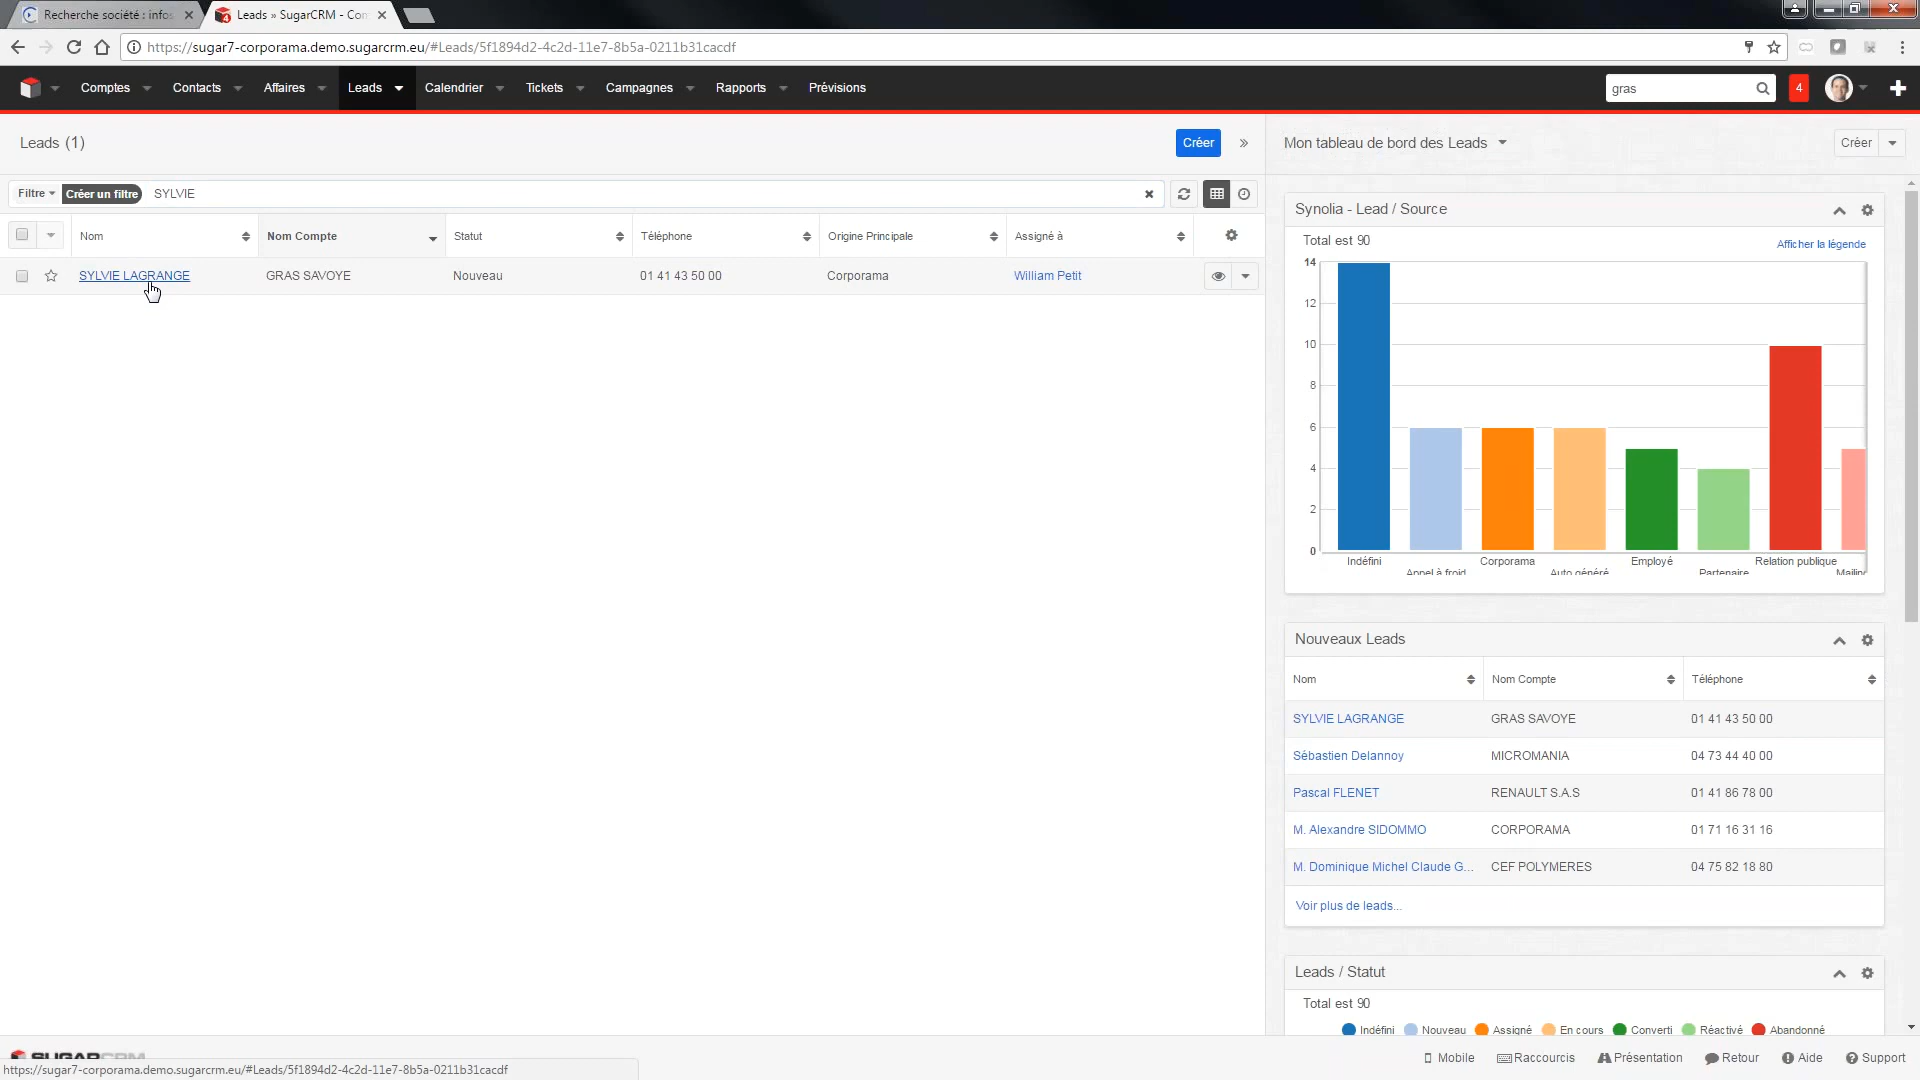 Recherche société : infos
Leads » SugarCRM - Con
https://sugar7-corporama.demo.sugarcrm.eu/#Leads/5f1894d2-4c2d-11e7-8b5a-0211b31cacdf
Comptes Contacts Affaires Leads Calendrier Tickets Campagnes Rapports Prévisions
gras
4
Leads (1)
Créer
Filtre Créer un filtre SYLVIE
Nom Nom Compte Statut Téléphone Origine Principale Assigné à
SYLVIE LAGRANGE GRAS SAVOYE Nouveau 01 41 43 50 00 Corporama William Petit
Mon tableau de bord des Leads
Créer
Synolia - Lead / Source
Total est 90
Afficher la légende
14
12
10
8
6
4
2
0
Indéfini Corporama Employé Relation publique
Appel à froid Auto généré Partenaire Mailing
Nouveaux Leads
Nom Nom Compte Téléphone
SYLVIE LAGRANGE GRAS SAVOYE 01 41 43 50 00
Sébastien Delannoy MICROMANIA 04 73 44 40 00
Pascal FLENET RENAULT S.A.S 01 41 86 78 00
M. Alexandre SIDOMMO CORPORAMA 01 71 16 31 16
M. Dominique Michel Claude G... CEF POLYMERES 04 75 82 18 80
Voir plus de leads...
Leads / Statut
Total est 90
Indéfini Nouveau Assigné En cours Converti Réactivé Abandonné
SUGARCRM
Mobile Raccourcis Présentation Retour Aide Support
https://sugar7-corporama.demo.sugarcrm.eu/#Leads/5f1894d2-4c2d-11e7-8b5a-0211b31cacdf